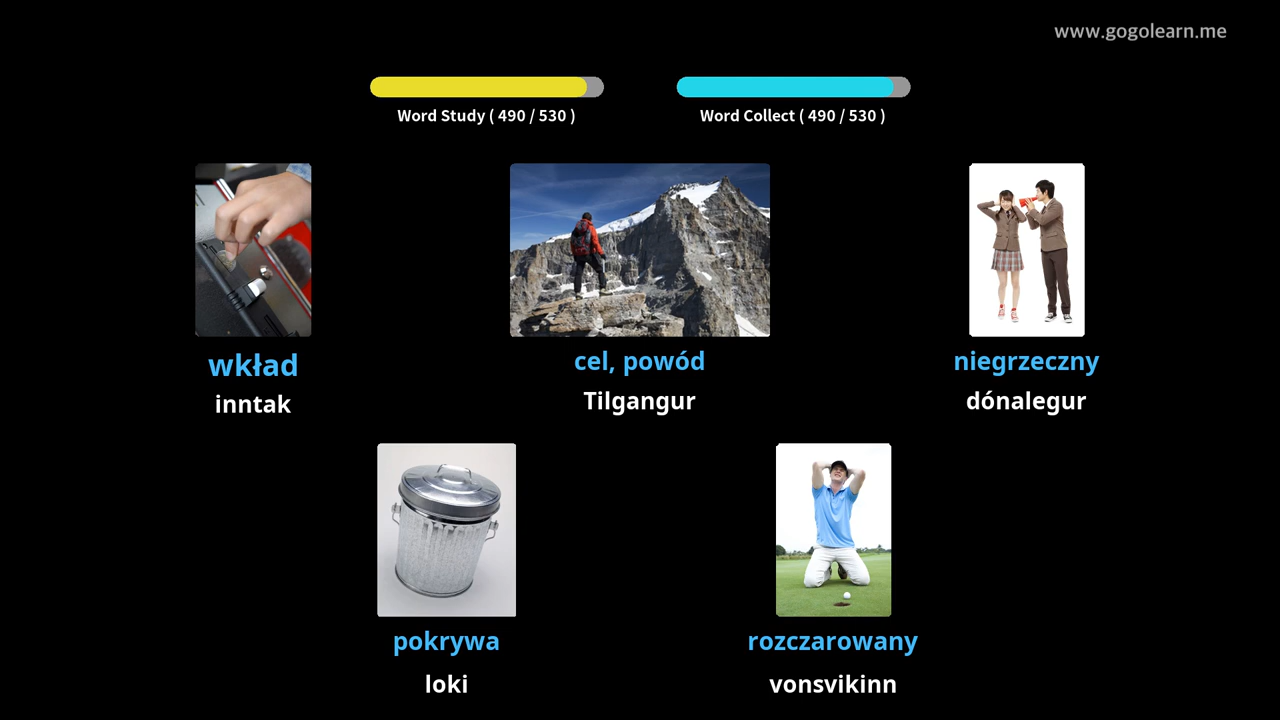 www.gogolearn.me
Word Study ( 490 / 530 )
Word Collect ( 490 / 530 )
wkład
inntak
cel, powód
Tilgangur
niegrzeczny
dónalegur
pokrywa
loki
rozczarowany
vonsvikinn